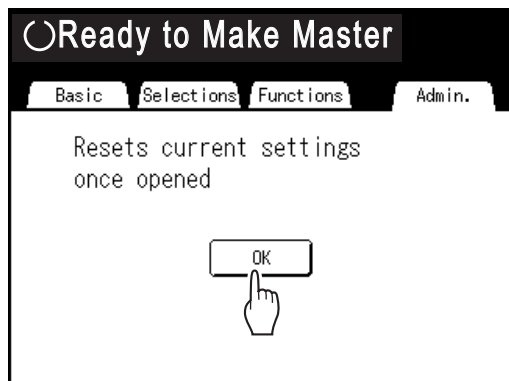 Ready to Make Master
Basic Selections Functions Admin.
Resets current settings
once opened
OK